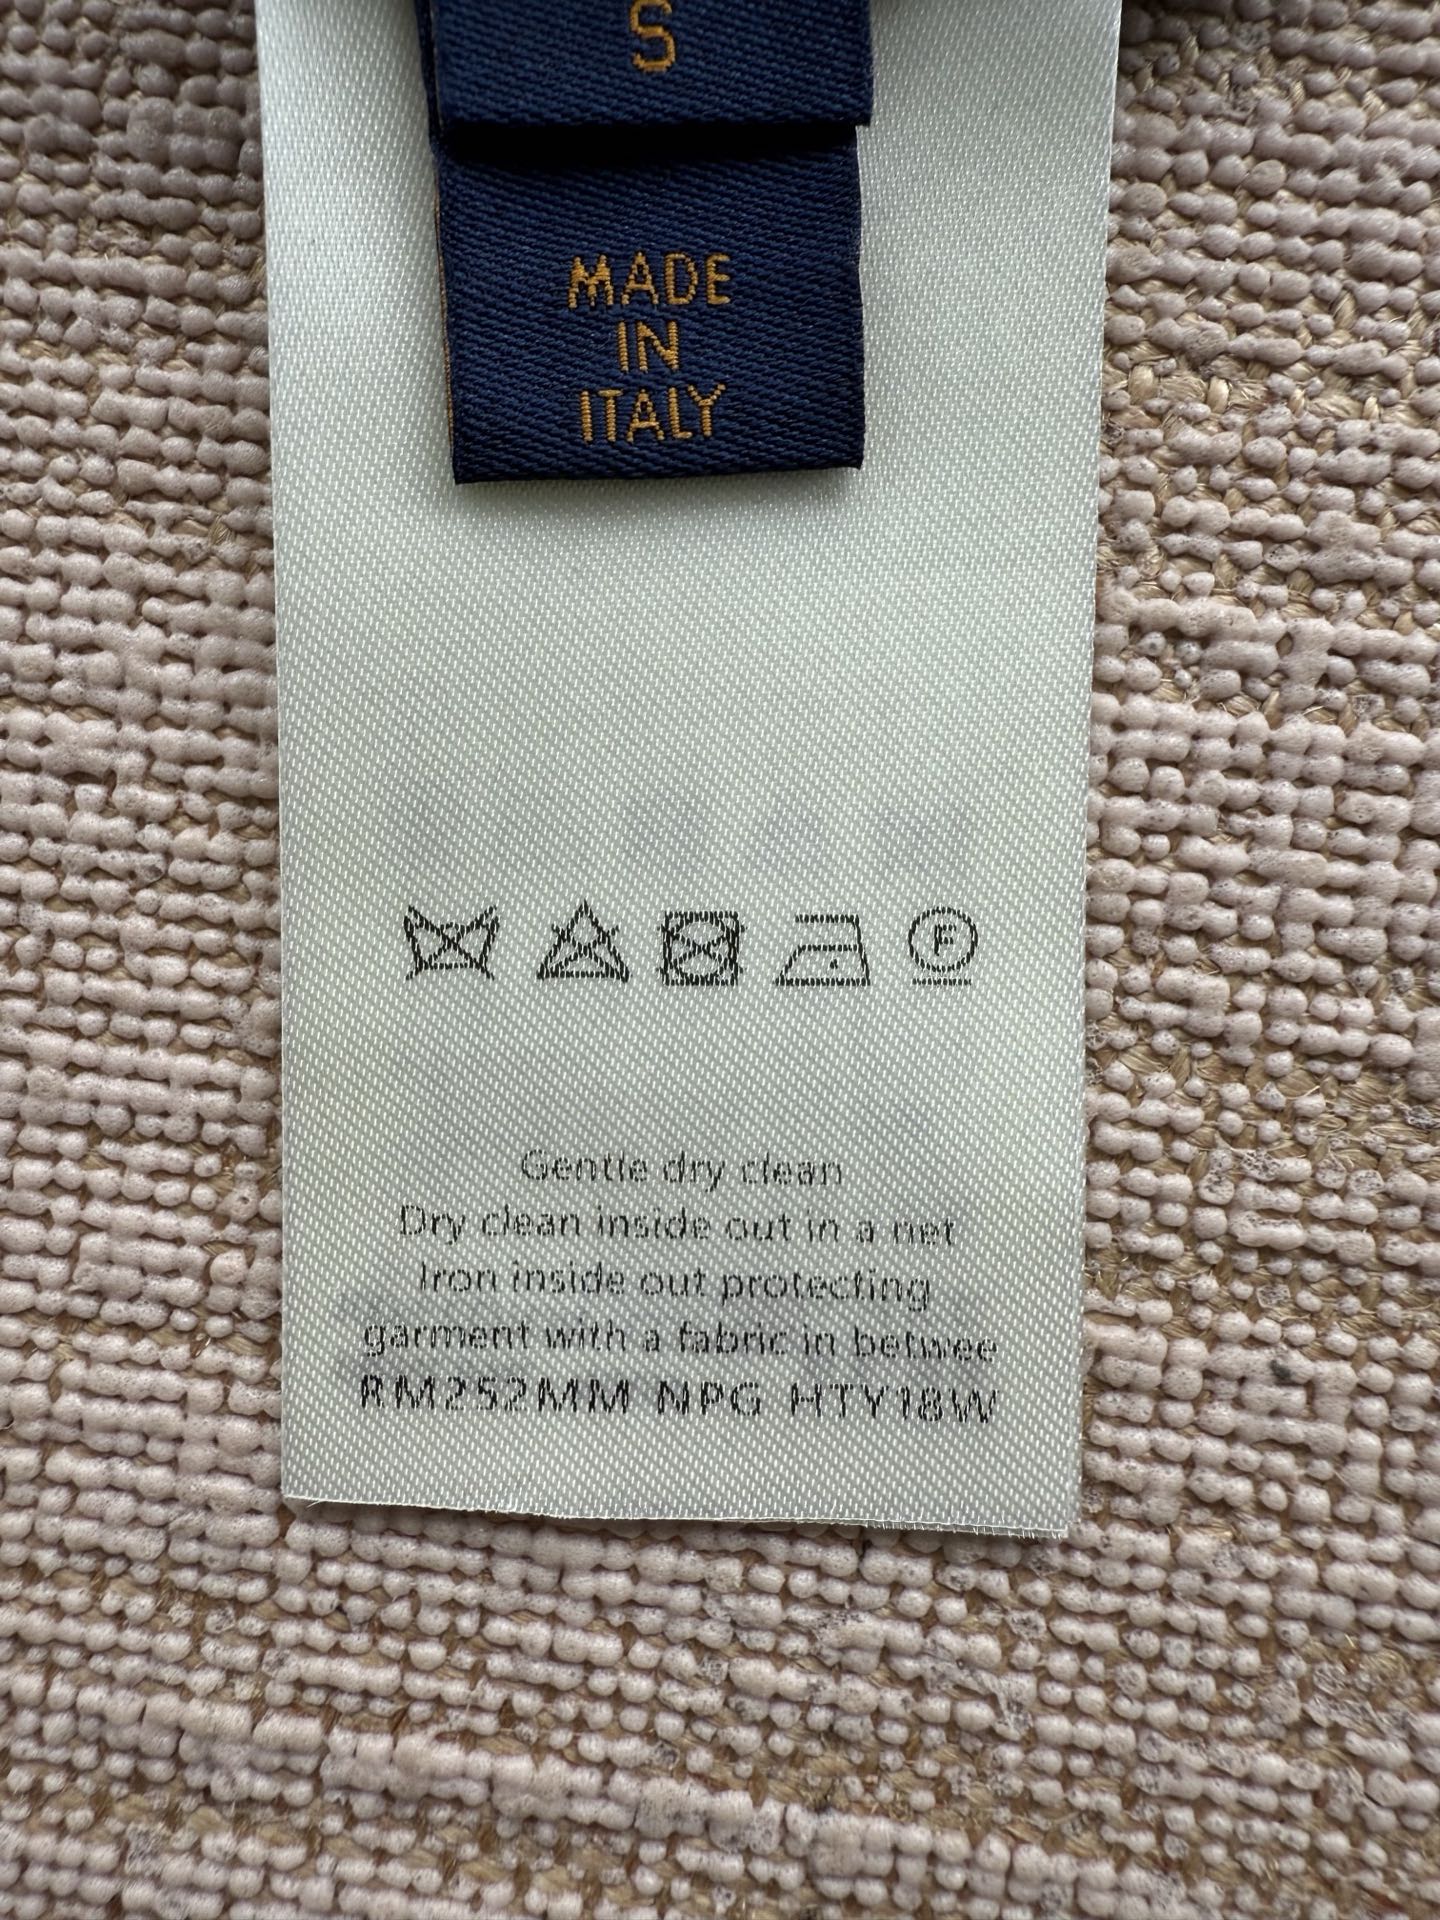 S
MADE
IN
ITALY
F
Gentle dry clean
Dry clean inside out in a net
Iron inside out protecting
garment with a fabric in betwee
RM252MM NPG HTY18W